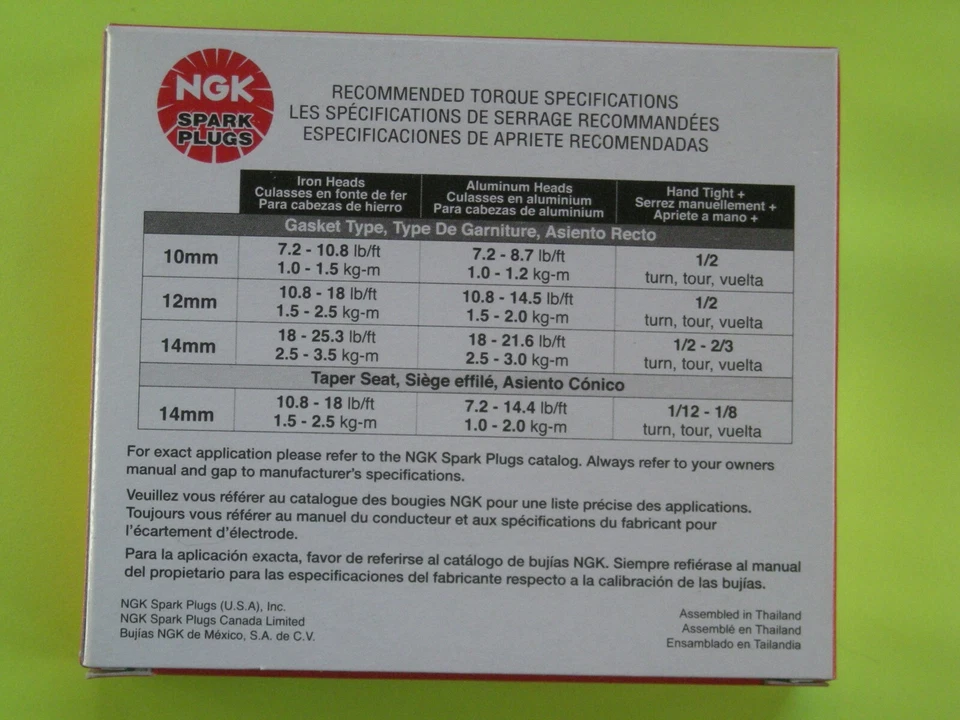 NGK
SPARK
PLUGS
RECOMMENDED TORQUE SPECIFICATIONS
LES SPÉCIFICATIONS DE SERRAGE RECOMMANDÉES
ESPECIFICACIONES DE APRIETE RECOMENDADAS
Iron Heads
Culasses en fonte de fer
Para cabezas de hierro
Aluminum Heads
Culasses en aluminium
Para cabezas de aluminium
Hand Tight +
Serrez manuellement +
Apriete a mano +
Gasket Type, Type De Garniture, Asiento Recto
10mm
7.2 - 10.8 lb/ft
1.0 - 1.5 kg-m
7.2 - 8.7 lb/ft
1.0 - 1.2 kg-m
1/2
turn, tour, vuelta
12mm
10.8 - 18 lb/ft
1.5 - 2.5 kg-m
10.8 - 14.5 lb/ft
1.5 - 2.0 kg-m
1/2
turn, tour, vuelta
14mm
18 - 25.3 lb/ft
2.5 - 3.5 kg-m
18 - 21.6 lb/ft
2.5 - 3.0 kg-m
1/2 - 2/3
turn, tour, vuelta
Taper Seat, Siège effilé, Asiento Cónico
14mm
10.8 - 18 lb/ft
1.5 - 2.5 kg-m
7.2 - 14.4 lb/ft
1.0 - 2.0 kg-m
1/12 - 1/8
turn, tour, vuelta
For exact application please refer to the NGK Spark Plugs catalog. Always refer to your owners
manual and gap to manufacturer's specifications.
Veuillez vous référer au catalogue des bougies NGK pour une liste précise des applications.
Toujours vous référer au manuel du conducteur et aux spécifications du fabricant pour
l'écartement d'électrode.
Para la aplicación exacta, favor de referirse al catálogo de bujías NGK. Siempre refiérase al manual
del propietario para las especificaciones del fabricante respecto a la calibración de las bujías.
NGK Spark Plugs (U.S.A), Inc.
NGK Spark Plugs Canada Limited
Bujías NGK de México, S.A. de C.V.
Assembled in Thailand
Assemblé en Thailand
Ensamblado en Tailandia